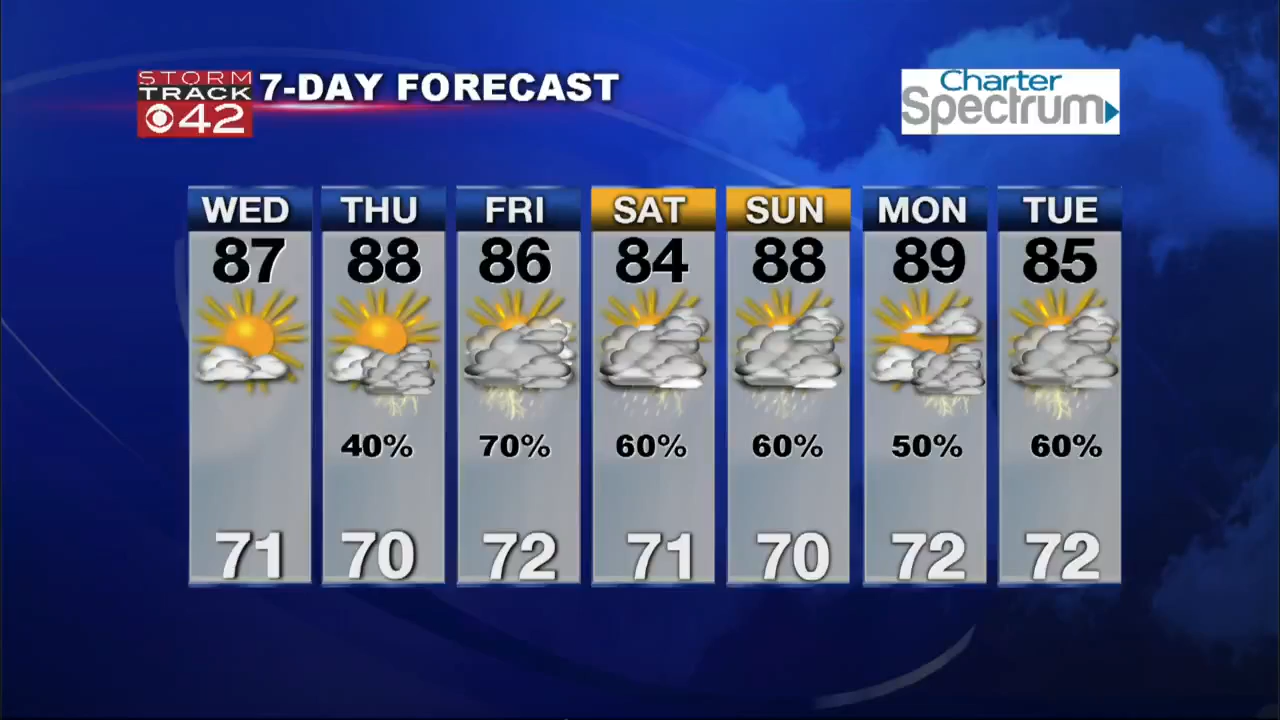 STORM
TRACK
42
7-DAY FORECAST
Charter
Spectrum
WED THU FRI SAT SUN MON TUE
87 88 86 84 88 89 85
40% 70% 60% 60% 50% 60%
71 70 72 71 70 72 72